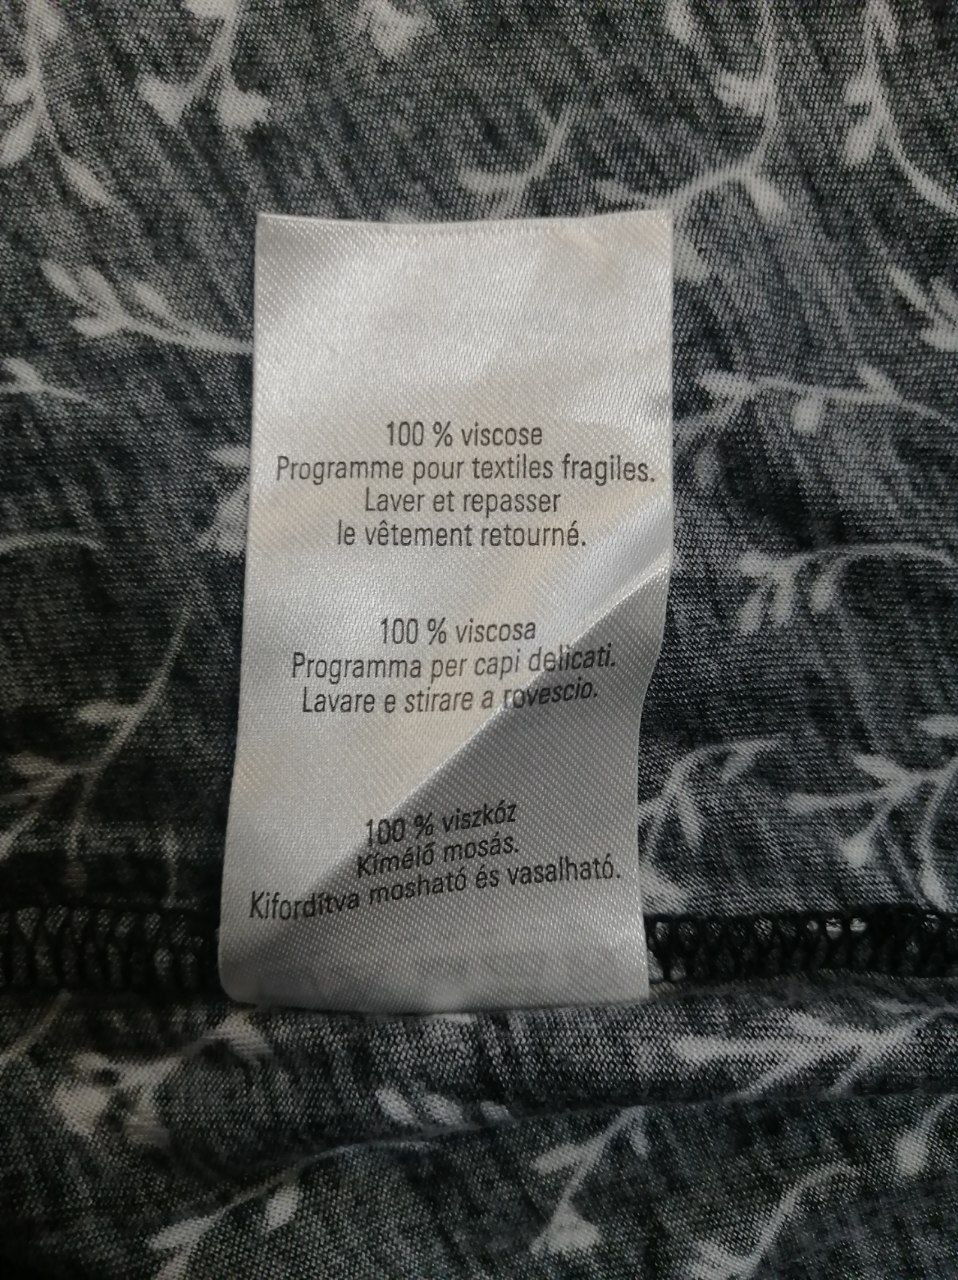 100 % viscose
Programme pour textiles fragiles.
Laver et repasser
le vêtement retourné.
100 % viscosa
Programma per capi delicati.
Lavare e stirare a rovescio.
100 % viszkóz
Kímélő mosás.
Kifordítva mosható és vasalható.